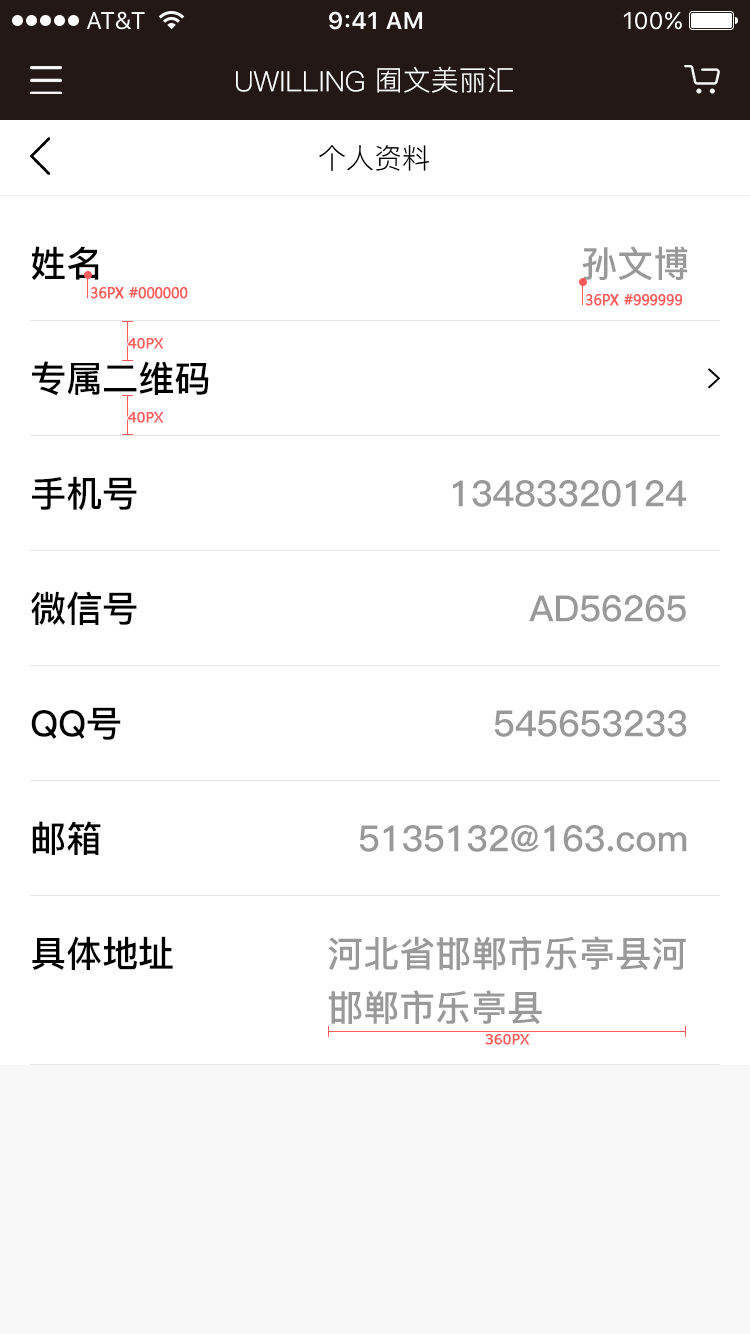 AT&T 9:41 AM 100%
UWILLING 囿文美丽汇
个人资料
姓名 孙文博
36PX #000000 36PX #999999
40PX
专属二维码
40PX
手机号 13483320124
微信号 AD56265
QQ号 545653233
邮箱 5135132@163.com
具体地址 河北省邯郸市乐亭县河
邯郸市乐亭县
360PX